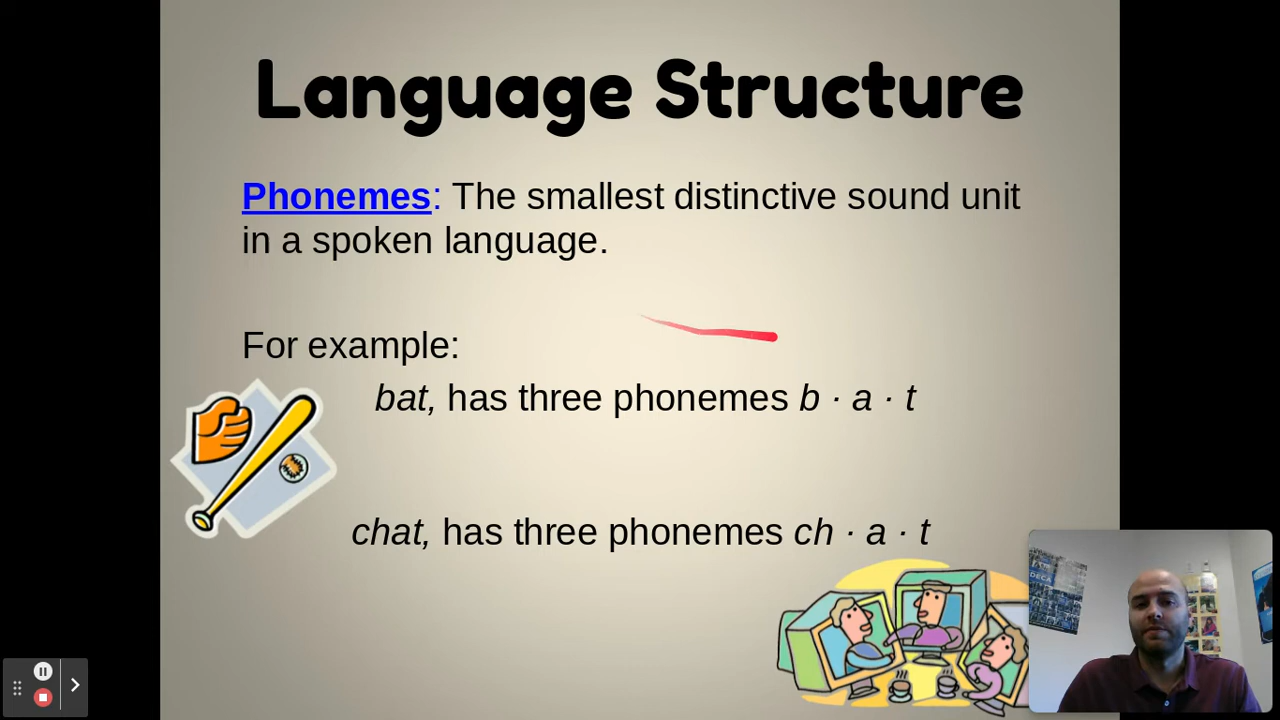 Language Structure
Phonemes: The smallest distinctive sound unit
in a spoken language.
For example:
bat, has three phonemes b · a · t
chat, has three phonemes ch · a · t
DECA